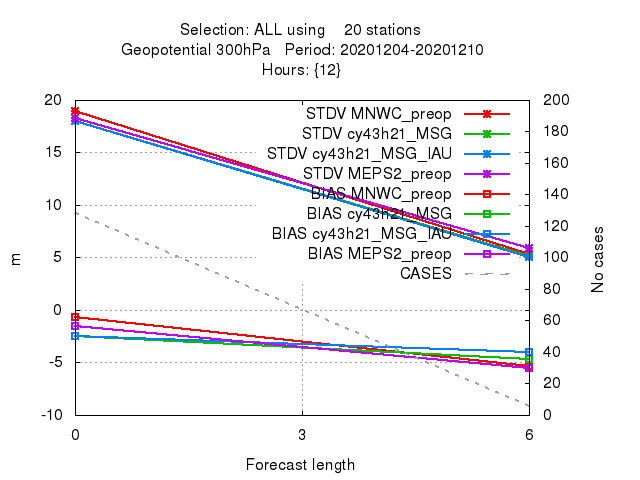 Selection: ALL using    20 stations
Geopotential 300hPa   Period: 20201204-20201210
Hours: {12}
20
15
10
5
0
-5
-10
m
STDV MNWC_preop
STDV cy43h21_MSG
STDV cy43h21_MSG_IAU
STDV MEPS2_preop
BIAS MNWC_preop
BIAS cy43h21_MSG
BIAS cy43h21_MSG_IAU
BIAS MEPS2_preop
CASES
200
180
160
140
120
100
80
60
40
20
0
No cases
0
3
6
Forecast length